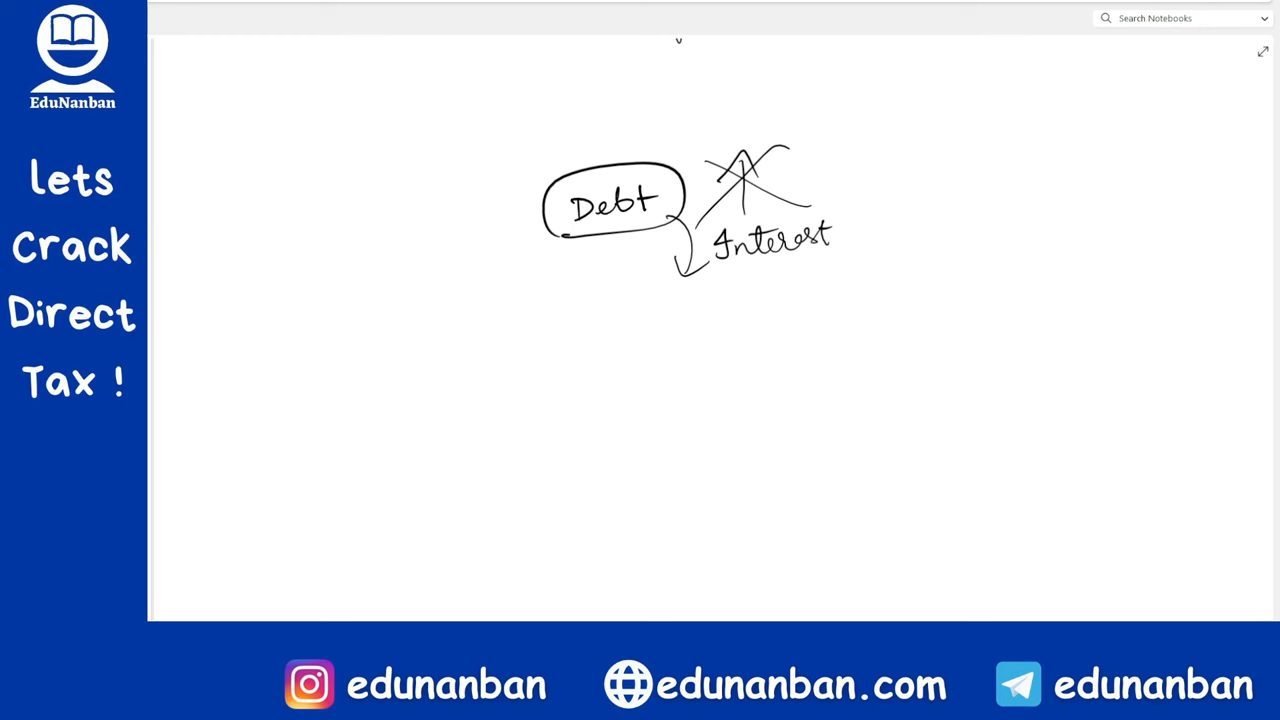 Search Notebooks
EduNanban
lets
Crack
Direct
Tax !
Debt
Interest
edunanban
edunanban.com
edunanban